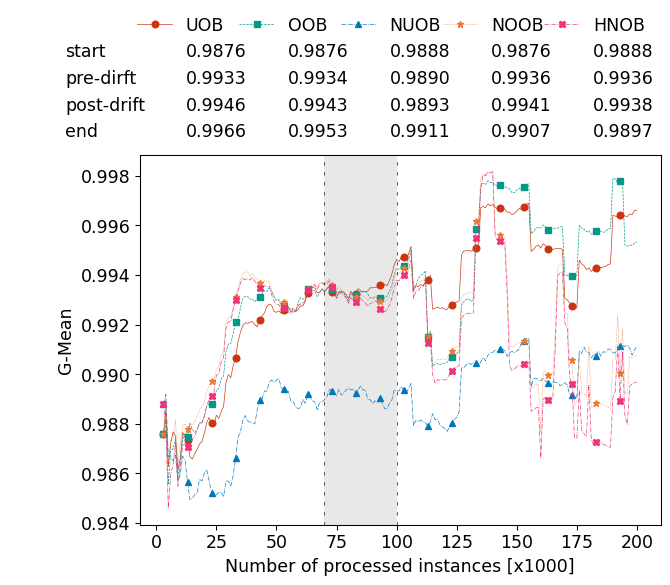 UOB OOB NUOB NOOB HNOB
start 0.9876 0.9876 0.9888 0.9876 0.9888
pre-dirft 0.9933 0.9934 0.9890 0.9936 0.9936
post-drift 0.9946 0.9943 0.9893 0.9941 0.9938
end 0.9966 0.9953 0.9911 0.9907 0.9897
0.998
0.996
0.994
0.992
0.990
0.988
0.986
0.984
G-Mean
0 25 50 75 100 125 150 175 200
Number of processed instances [x1000]